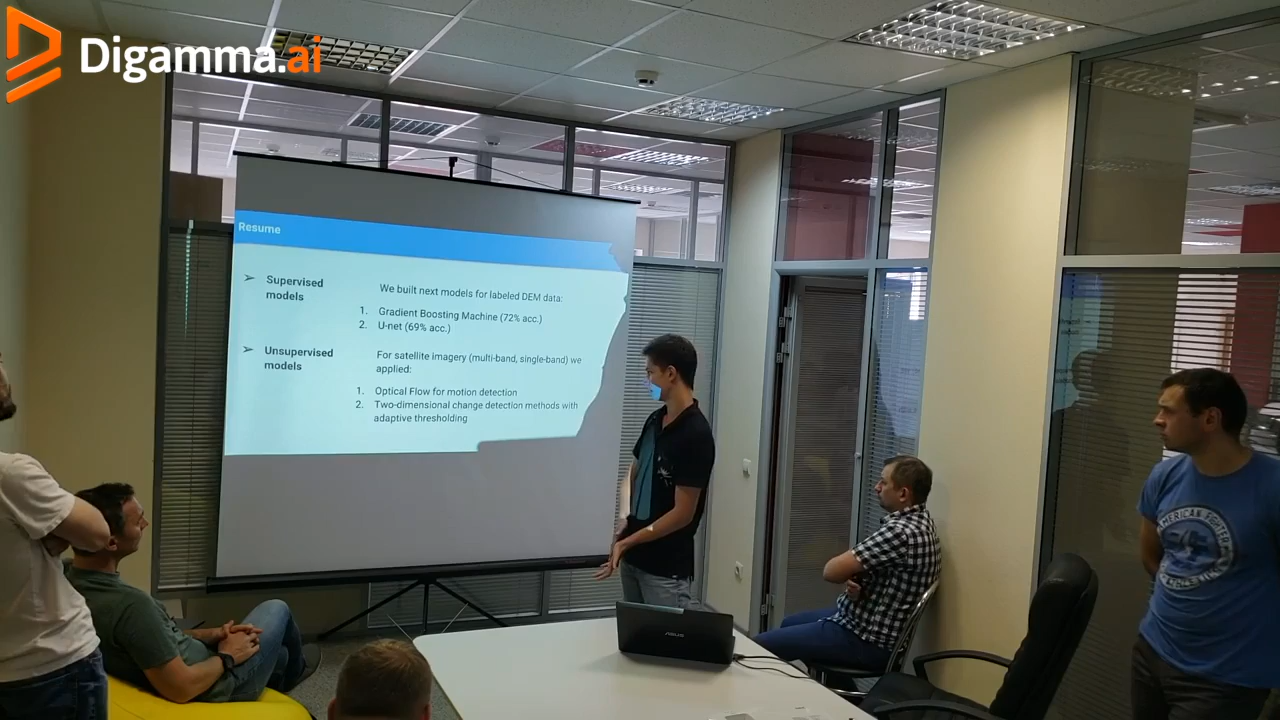 Digamma.ai
Resume
➢ Supervised
models
We built next models for labeled DEM data:
1. Gradient Boosting Machine (72% acc.)
2. U-net (69% acc.)
➢ Unsupervised
models
For satellite imagery (multi-band, single-band) we
applied:
1. Optical Flow for motion detection
2. Two-dimensional change detection methods with
adaptive thresholding
ASUS
AMERICAN FIGHTER